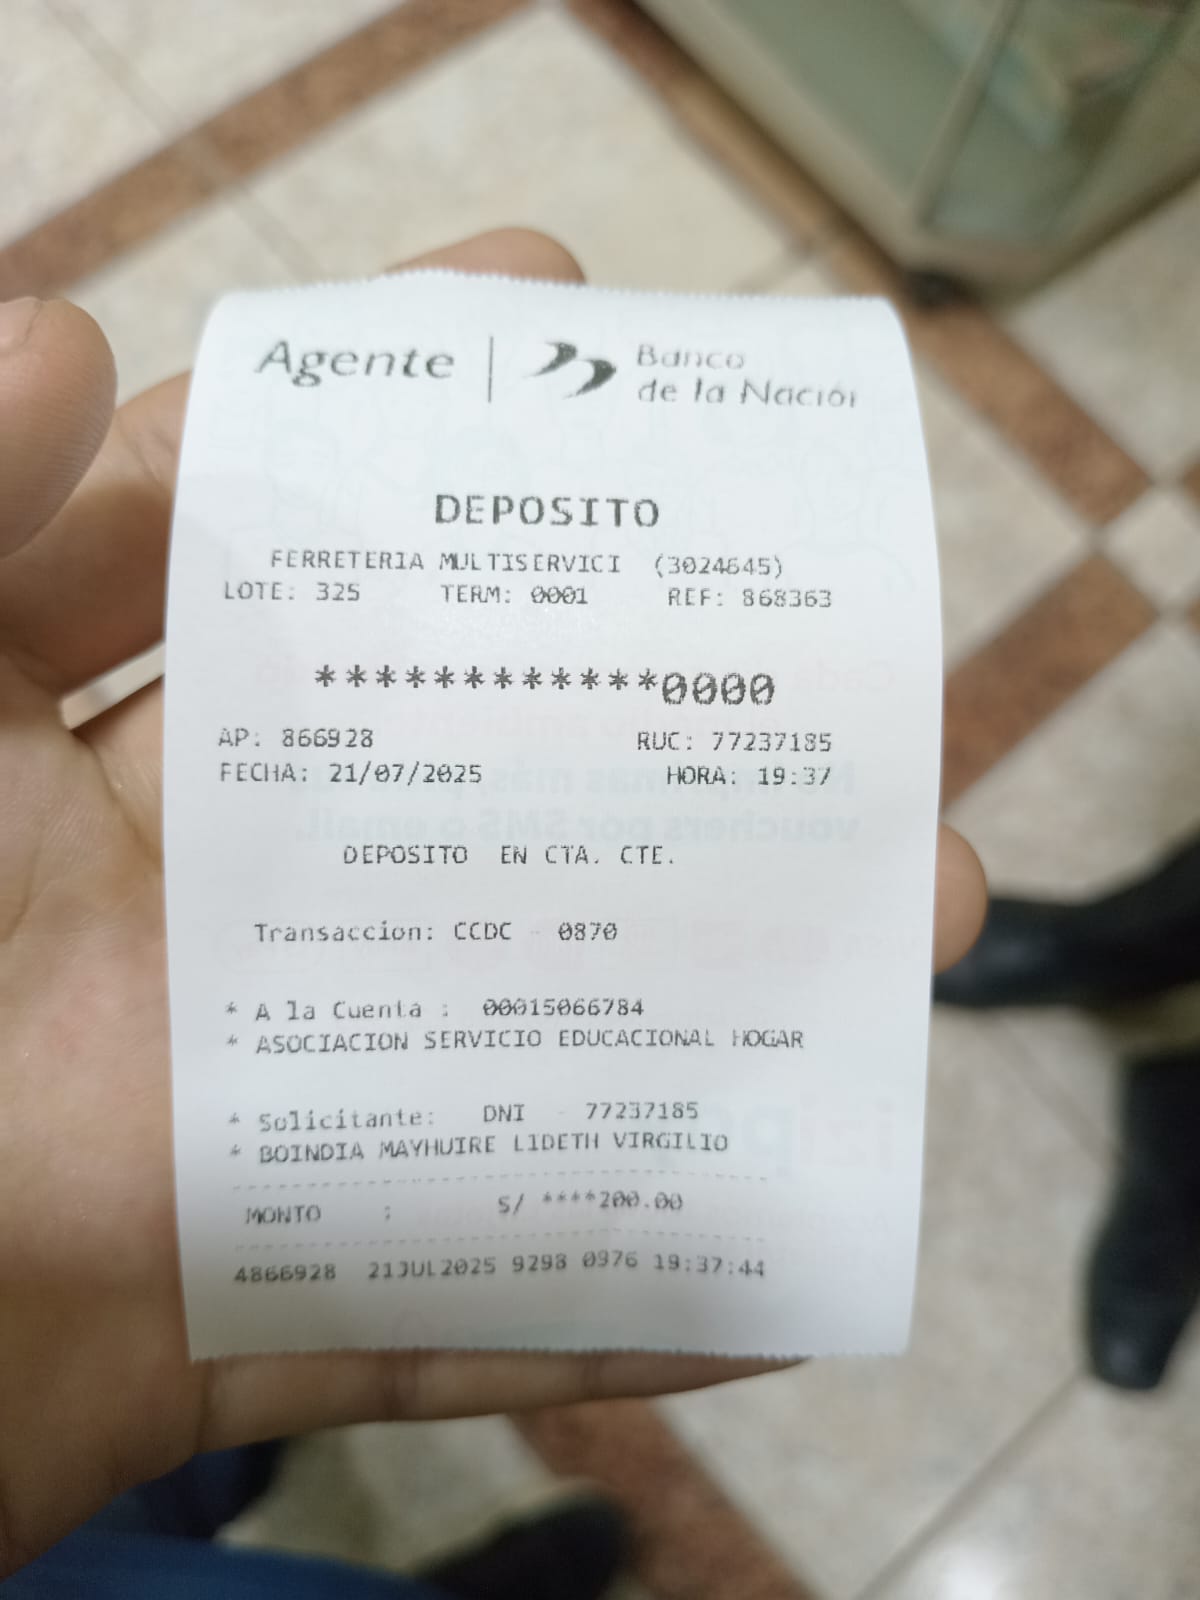 Agente | Banco
de la Nación
DEPOSITO
FERRETERIA MULTISERVICI (3024645)
LOTE: 325 TERM: 0001 REF: 868363
************0000
AP: 866928 RUC: 77237185
FECHA: 21/07/2025 HORA: 19:37
DEPOSITO EN CTA. CTE.
Transaccion: CCDC - 0870
* A la Cuenta : 00015066784
* ASOCIACION SERVICIO EDUCACIONAL HOGAR
* Solicitante: DNI - 77237185
* BOINDIA MAYHUIRE LIDETH VIRGILIO
MONTO : S/ ****200.00
4866928 21JUL2025 9298 0976 19:37:44